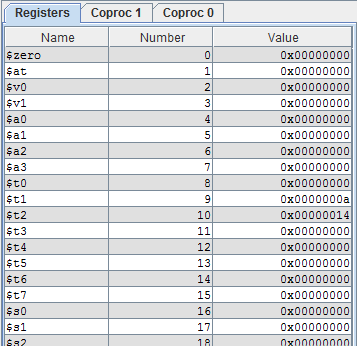 Registers Coproc 1 Coproc 0
Name Number Value
$zero 0 0x00000000
$at 1 0x00000000
$v0 2 0x00000000
$v1 3 0x00000000
$a0 4 0x00000000
$a1 5 0x00000000
$a2 6 0x00000000
$a3 7 0x00000000
$t0 8 0x00000000
$t1 9 0x0000000a
$t2 10 0x00000014
$t3 11 0x00000000
$t4 12 0x00000000
$t5 13 0x00000000
$t6 14 0x00000000
$t7 15 0x00000000
$s0 16 0x00000000
$s1 17 0x00000000
$s2 18 0x00000000